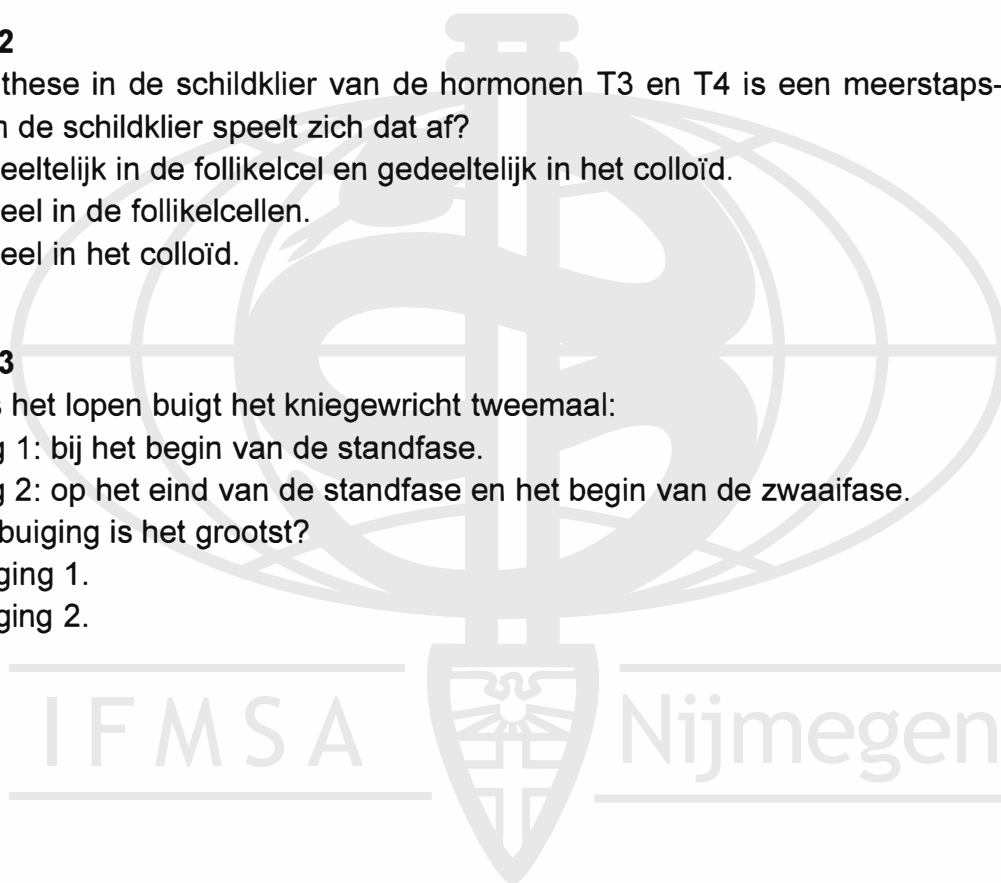 2
these in de schildklier van de hormonen T3 en T4 is een meerstaps-
n de schildklier speelt zich dat af?
eeltelijk in de follikelcel en gedeeltelijk in het colloïd.
eel in de follikelcellen.
eel in het colloïd.
3
s het lopen buigt het kniegewricht tweemaal:
g 1: bij het begin van de standfase.
g 2: op het eind van de standfase en het begin van de zwaaifase.
buiging is het grootst?
ging 1.
ging 2.
IFMSA Nijmegen